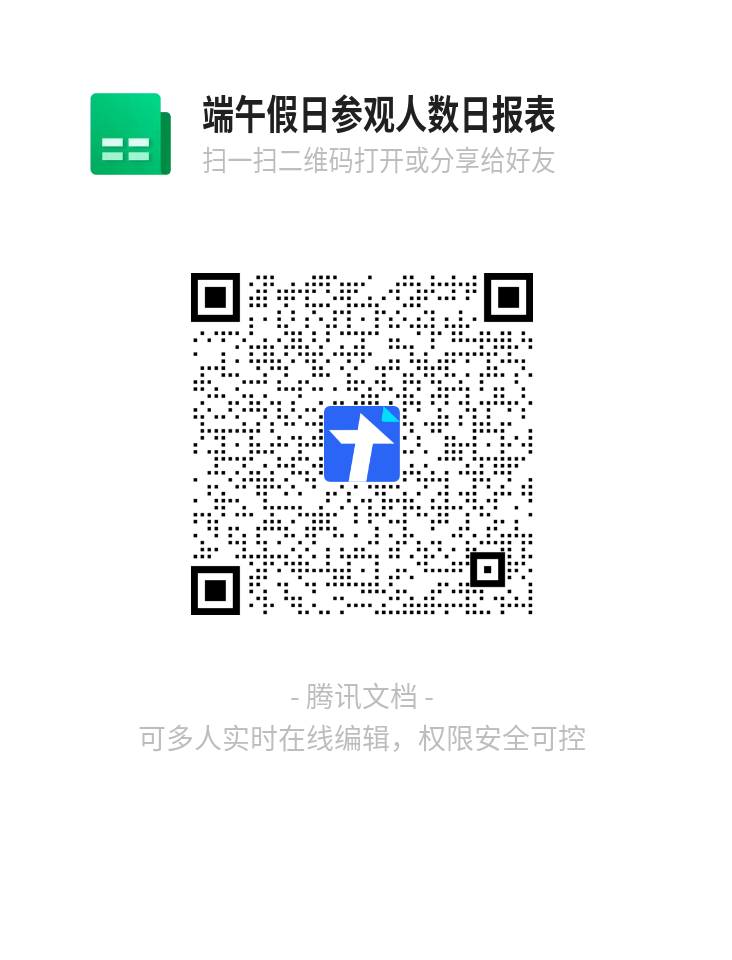 端午假日参观人数日报表
扫一扫二维码打开或分享给好友
- 腾讯文档 -
可多人实时在线编辑，权限安全可控